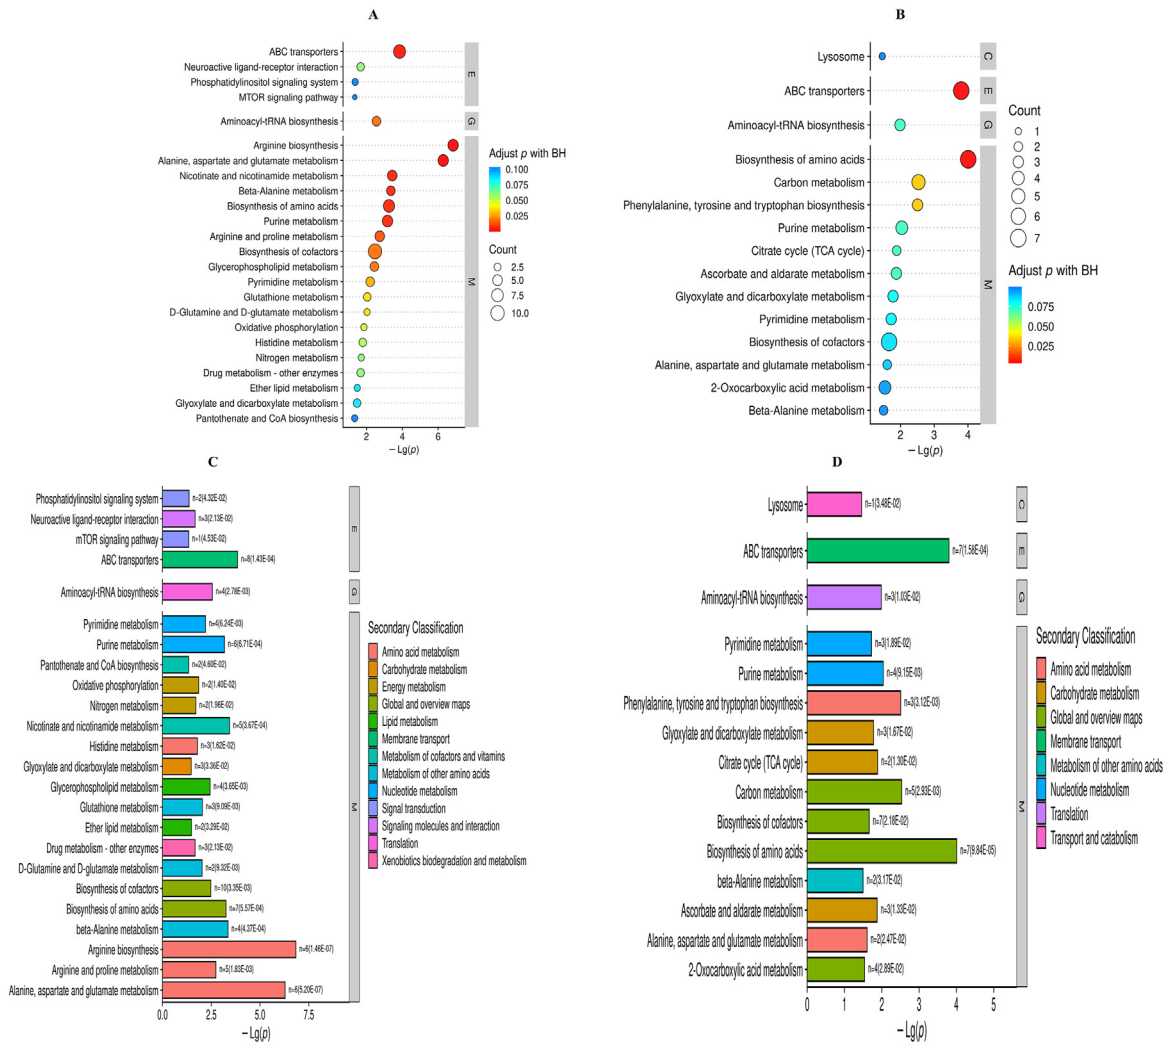 A
ABC transporters
Neuroactive ligand-receptor interaction
Phosphatidylinositol signaling system
MTOR signaling pathway
E
Aminoacyl-tRNA biosynthesis
G
Arginine biosynthesis
Alanine, aspartate and glutamate metabolism
Nicotinate and nicotinamide metabolism
Beta-Alanine metabolism
Biosynthesis of amino acids
Purine metabolism
Arginine and proline metabolism
Biosynthesis of cofactors
Glycerophospholipid metabolism
Pyrimidine metabolism
Glutathione metabolism
D-Glutamine and D-glutamate metabolism
Oxidative phosphorylation
Histidine metabolism
Nitrogen metabolism
Drug metabolism - other enzymes
Ether lipid metabolism
Glyoxylate and dicarboxylate metabolism
Pantothenate and CoA biosynthesis
M
2 4 6
−Lg(p)
Adjust p with BH
0.100
0.075
0.050
0.025
Count
2.5
5.0
7.5
10.0
B
Lysosome
C
ABC transporters
E
Aminoacyl-tRNA biosynthesis
G
Biosynthesis of amino acids
Carbon metabolism
Phenylalanine, tyrosine and tryptophan biosynthesis
Purine metabolism
Citrate cycle (TCA cycle)
Ascorbate and aldarate metabolism
Glyoxylate and dicarboxylate metabolism
Pyrimidine metabolism
Biosynthesis of cofactors
Alanine, aspartate and glutamate metabolism
2-Oxocarboxylic acid metabolism
Beta-Alanine metabolism
M
2 3 4
−Lg(p)
Count
1
2
3
4
5
6
7
Adjust p with BH
0.075
0.050
0.025
C
Phosphatidylinositol signaling system n=2(4.32E-02)
Neuroactive ligand-receptor interaction n=3(2.13E-02)
mTOR signaling pathway n=1(4.53E-02)
ABC transporters n=8(1.43E-04)
E
Aminoacyl-tRNA biosynthesis n=4(2.78E-03)
G
Pyrimidine metabolism n=4(6.24E-03)
Purine metabolism n=6(6.71E-04)
Pantothenate and CoA biosynthesis n=2(4.60E-02)
Oxidative phosphorylation n=2(1.40E-02)
Nitrogen metabolism n=2(1.96E-02)
Nicotinate and nicotinamide metabolism n=5(3.67E-04)
Histidine metabolism n=3(1.62E-02)
Glyoxylate and dicarboxylate metabolism n=3(3.36E-02)
Glycerophospholipid metabolism n=4(3.65E-03)
Glutathione metabolism n=3(9.09E-03)
Ether lipid metabolism n=2(3.29E-02)
Drug metabolism - other enzymes n=3(2.13E-02)
D-Glutamine and D-glutamate metabolism n=2(9.32E-03)
Biosynthesis of cofactors n=10(3.35E-03)
Biosynthesis of amino acids n=7(5.57E-04)
beta-Alanine metabolism n=4(4.37E-04)
Arginine biosynthesis n=6(1.46E-07)
Arginine and proline metabolism n=5(1.83E-03)
Alanine, aspartate and glutamate metabolism n=6(5.20E-07)
M
0.0 2.5 5.0 7.5
−Lg(p)
Secondary Classification
Amino acid metabolism
Carbohydrate metabolism
Energy metabolism
Global and overview maps
Lipid metabolism
Membrane transport
Metabolism of cofactors and vitamins
Metabolism of other amino acids
Nucleotide metabolism
Signal transduction
Signaling molecules and interaction
Translation
Xenobiotics biodegradation and metabolism
D
Lysosome n=1(3.48E-02)
C
ABC transporters n=7(1.58E-04)
E
Aminoacyl-tRNA biosynthesis n=3(1.03E-02)
G
Pyrimidine metabolism n=3(1.89E-02)
Purine metabolism n=4(9.15E-03)
Phenylalanine, tyrosine and tryptophan biosynthesis n=3(3.12E-03)
Glyoxylate and dicarboxylate metabolism n=3(1.67E-02)
Citrate cycle (TCA cycle) n=2(1.30E-02)
Carbon metabolism n=5(2.93E-03)
Biosynthesis of cofactors n=7(2.18E-02)
Biosynthesis of amino acids n=7(9.84E-05)
beta-Alanine metabolism n=2(3.17E-02)
Ascorbate and aldarate metabolism n=3(1.33E-02)
Alanine, aspartate and glutamate metabolism n=2(2.47E-02)
2-Oxocarboxylic acid metabolism n=4(2.89E-02)
M
0 1 2 3 4 5
−Lg(p)
Secondary Classification
Amino acid metabolism
Carbohydrate metabolism
Global and overview maps
Membrane transport
Metabolism of other amino acids
Nucleotide metabolism
Translation
Transport and catabolism